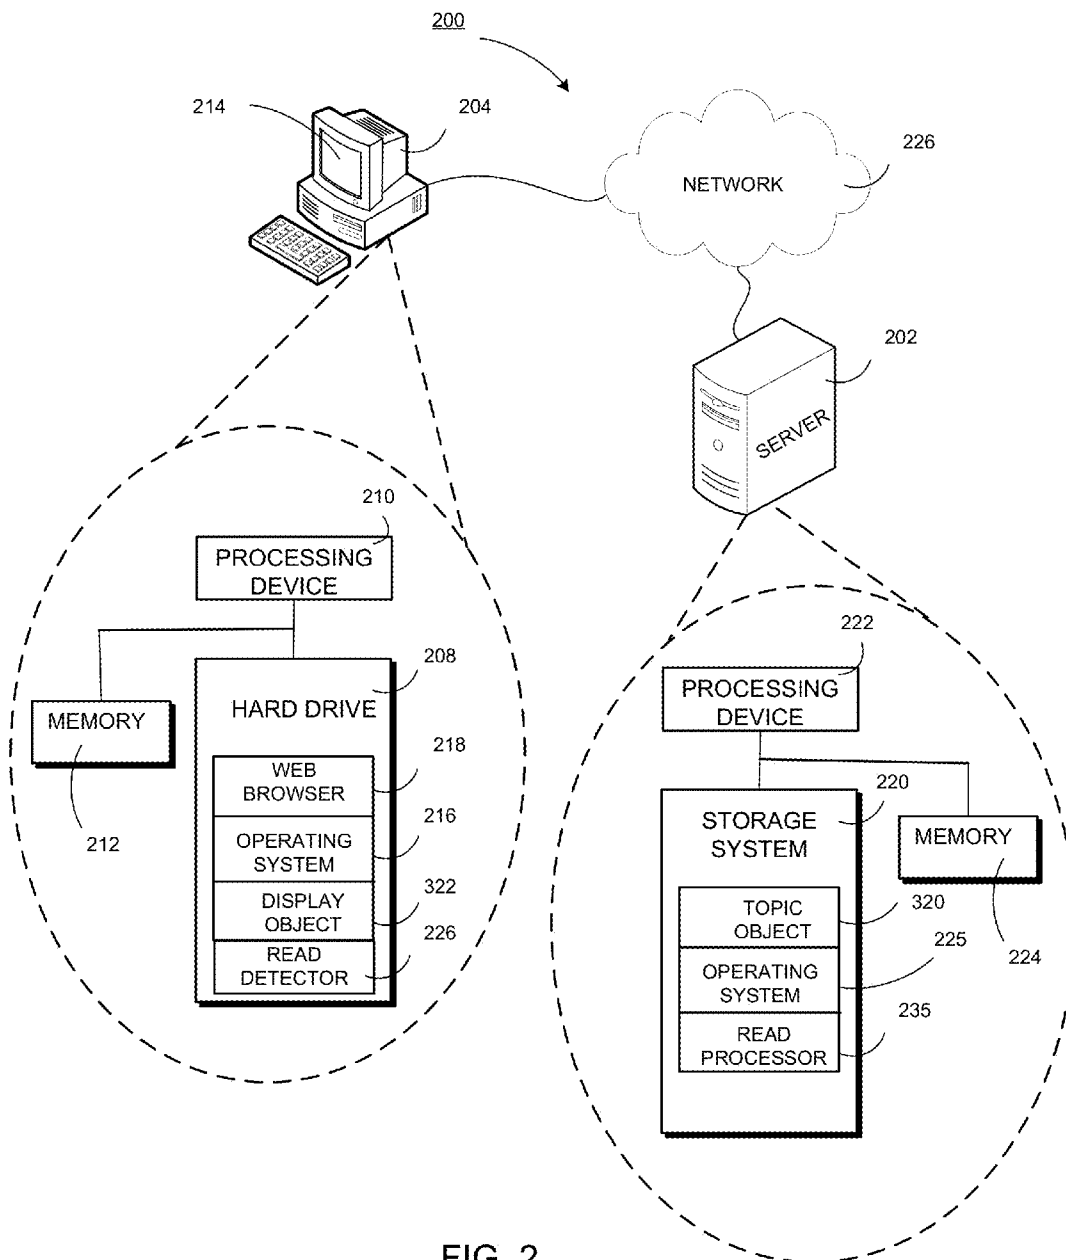 200
214
204
NETWORK
226
202
SERVER
210
PROCESSING
DEVICE
208
HARD DRIVE
MEMORY
212
WEB
BROWSER
218
OPERATING
SYSTEM
216
DISPLAY
OBJECT
322
READ
DETECTOR
226
222
PROCESSING
DEVICE
220
STORAGE
SYSTEM
MEMORY
224
TOPIC
OBJECT
320
OPERATING
SYSTEM
225
READ
PROCESSOR
235
FIG. 2